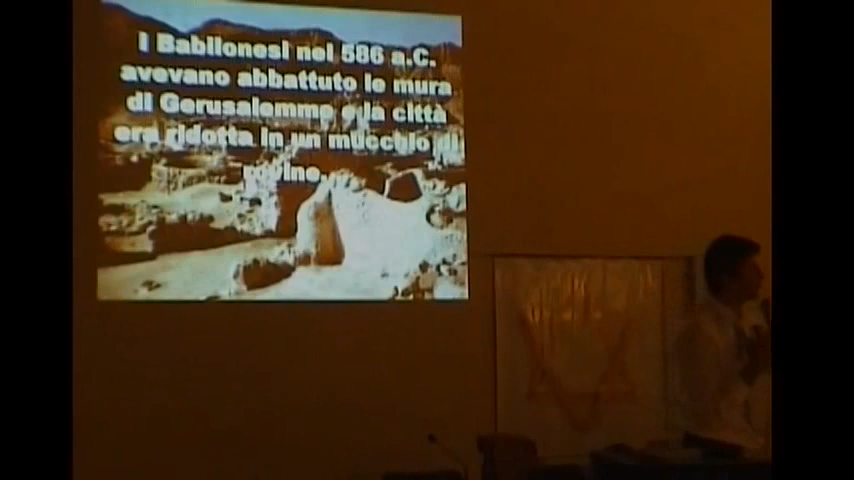 I Babilonesi nel 586 a.C.
avevano abbattuto le mura
di Gerusalemme e la città
era ridotta in un mucchio di
rovine.